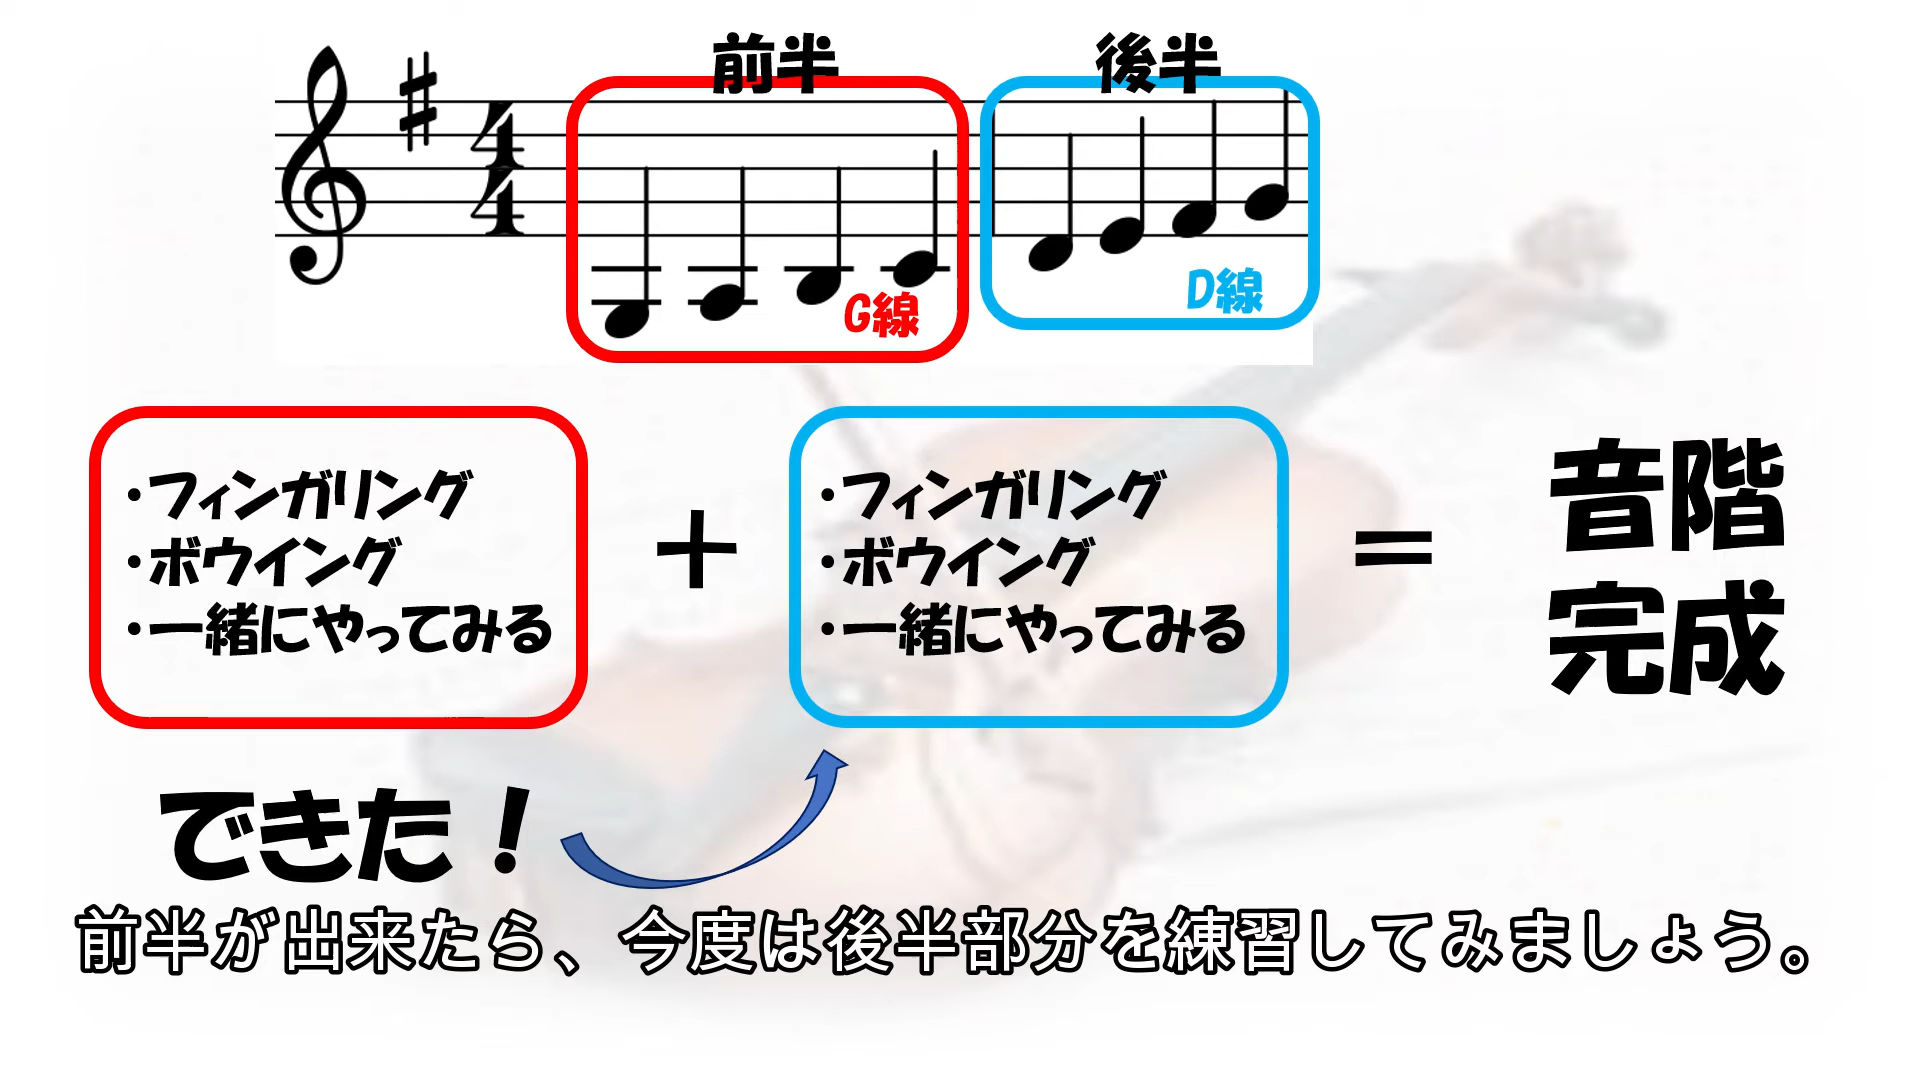 前半
後半
4
4
G線
D線
・フィンガリング
・ボウイング
・一緒にやってみる
+
・フィンガリング
・ボウイング
・一緒にやってみる
=
音階
完成
できた!
前半が出来たら、今度は後半部分を練習してみましょう。